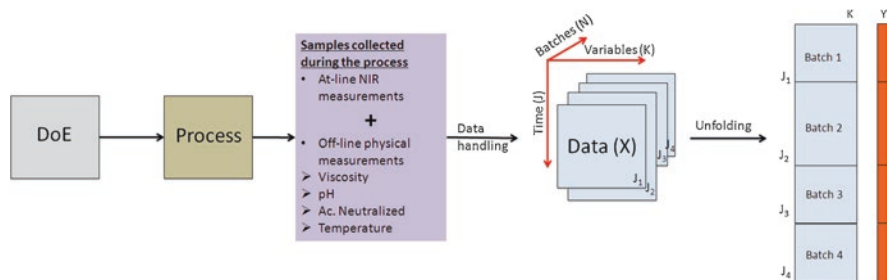 DoE
Process
Samples collected
during the process
• At-line NIR
measurements
+
• Off-line physical
measurements
➢ Viscosity
➢ pH
➢ Ac. Neutralized
➢ Temperature
Data
handling
Batches (N)
Variables (K)
Time (J)
Data (X)
J1
J2
J3
J4
Unfolding
K
Y
Batch 1
J1
Batch 2
J2
Batch 3
J3
Batch 4
J4